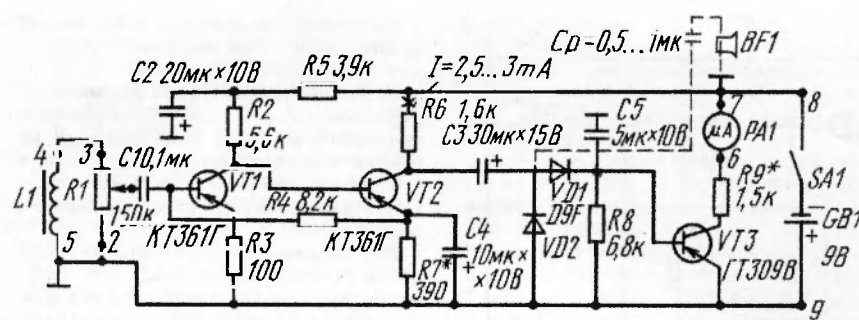 Cp=0,5...1мк
BF1
C2 20мк×10В
R5 3,9к
I=2,5...3mA
7
8
R2
5,6к
R6 1,6к
C3 30мк×15В
C5
5мк×10В
μA
PA1
6
4
3
C1 0,1мк
L1
R1
VT1
VT2
VD1
Д9Г
VD2
R9*
1,5к
SA1
150к
R4 8,2к
GB1
5
2
КТ361Г
КТ361Г
C4
10мк×
×10В
R8
6,8к
VT3
ГТ309В
9В
R3
100
R7*
390
9